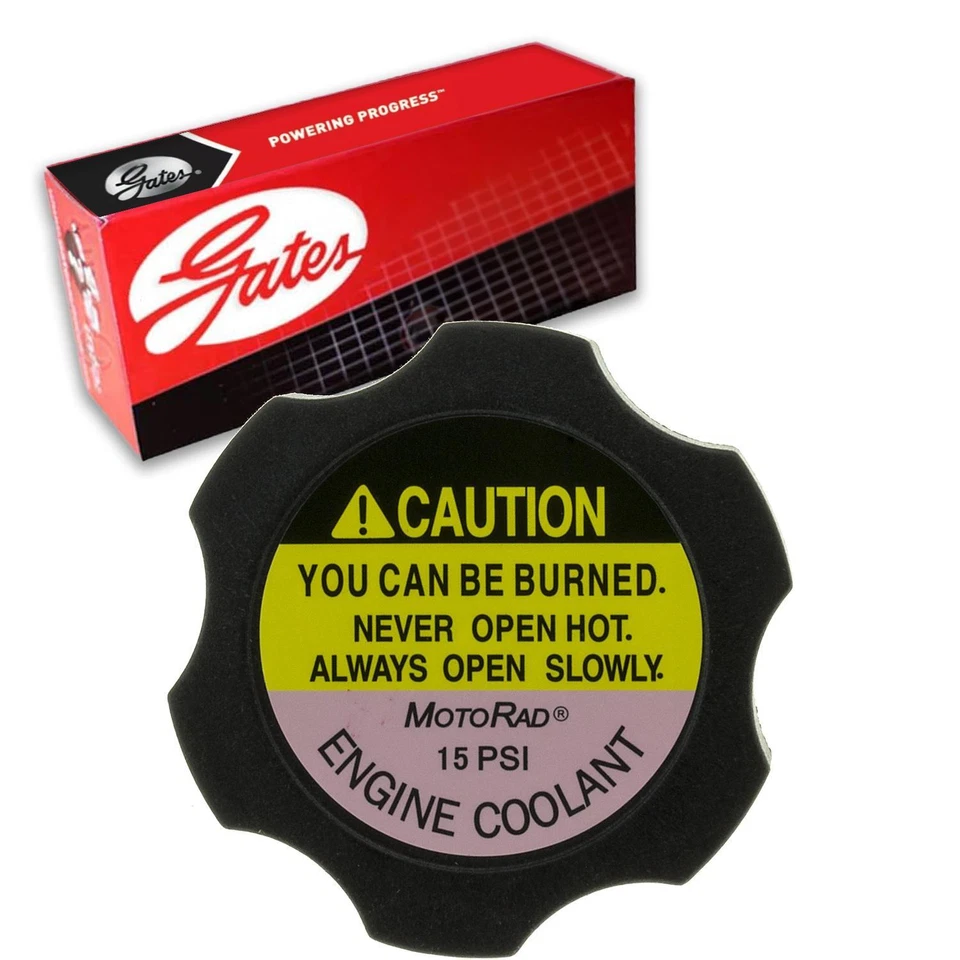 POWERING PROGRESS™
Gates®
Gates
CAUTION
YOU CAN BE BURNED.
NEVER OPEN HOT.
ALWAYS OPEN SLOWLY.
MOTORAD®
15 PSI
ENGINE COOLANT